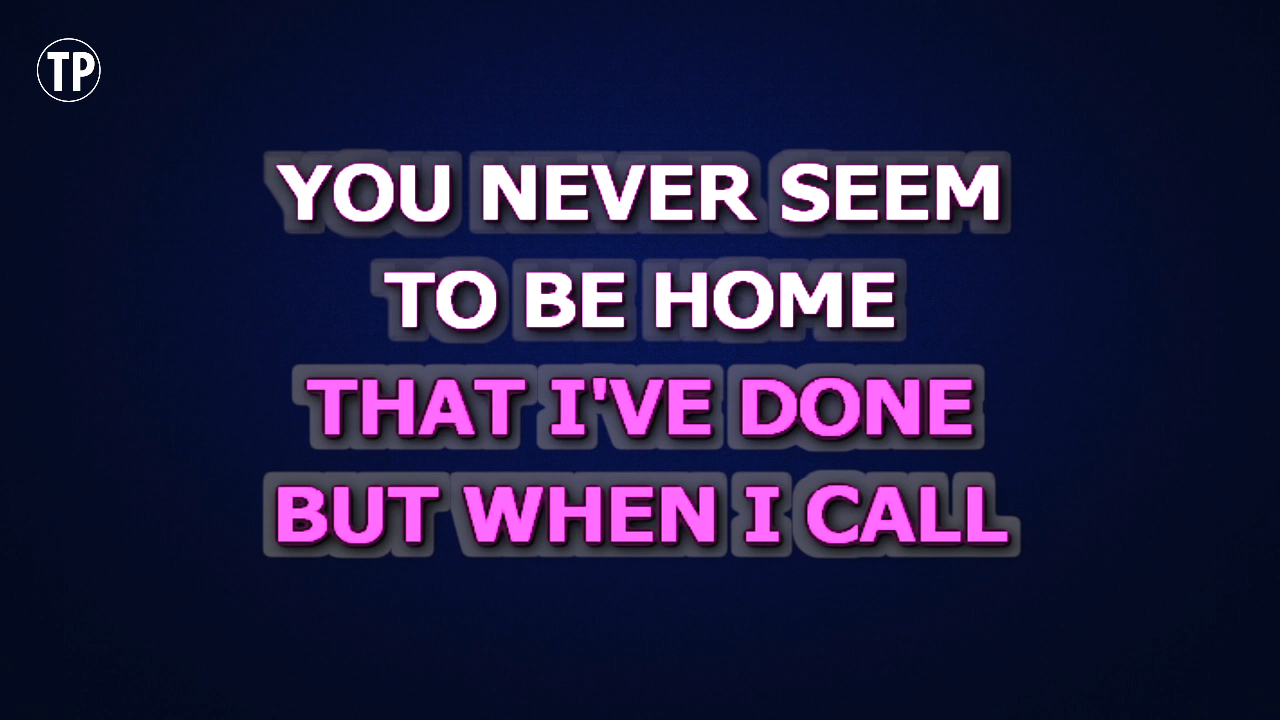 TP
YOU NEVER SEEM
TO BE HOME
THAT I'VE DONE
BUT WHEN I CALL